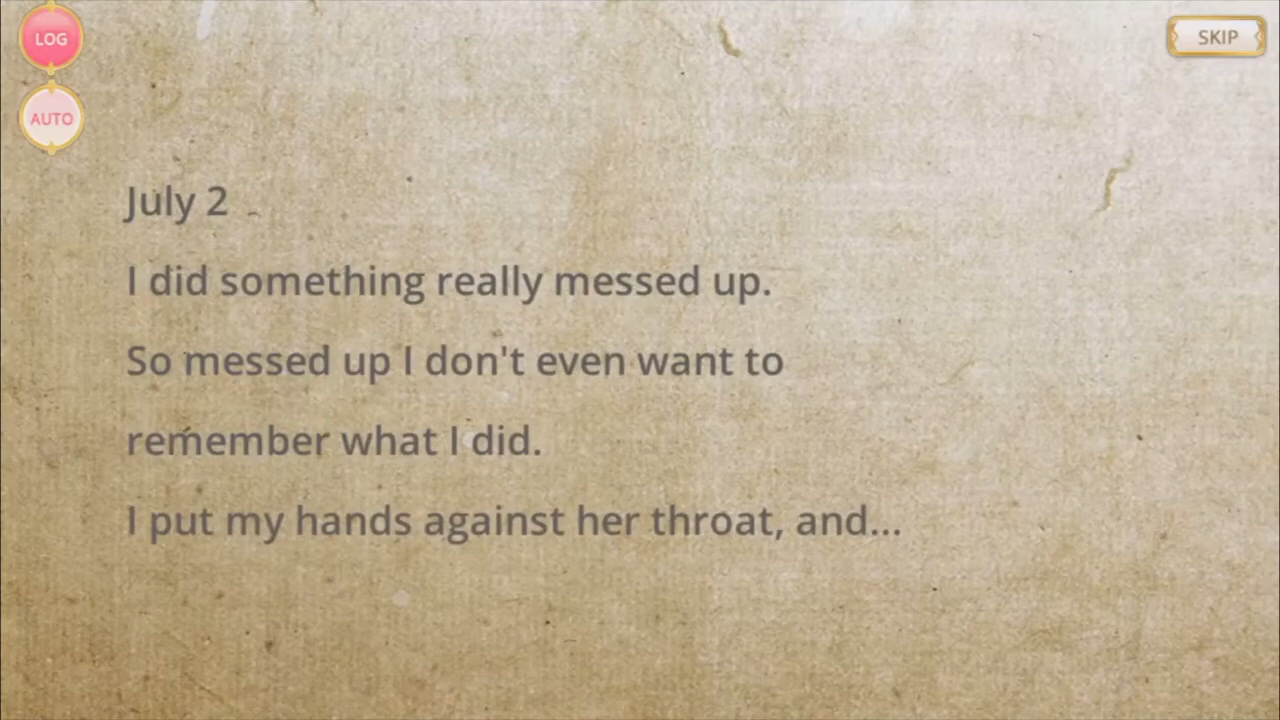 LOG
SKIP
AUTO
July 2
I did something really messed up.
So messed up I don't even want to
remember what I did.
I put my hands against her throat, and...